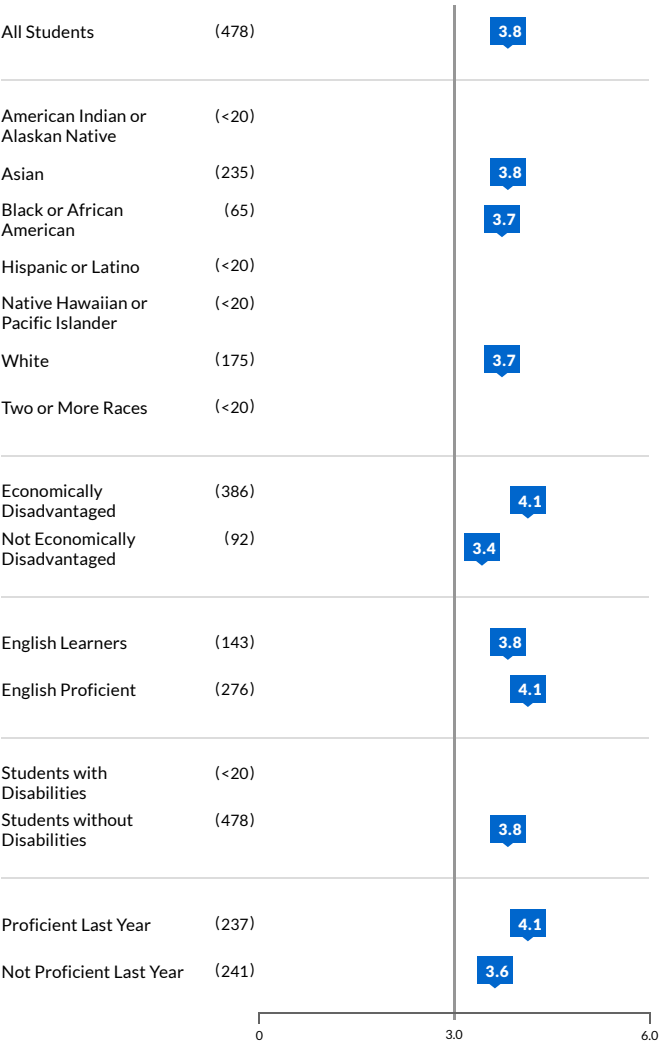 All Students (478) 3.8
American Indian or (<20)
Alaskan Native
Asian (235) 3.8
Black or African (65) 3.7
American
Hispanic or Latino (<20)
Native Hawaiian or (<20)
Pacific Islander
White (175) 3.7
Two or More Races (<20)
Economically (386) 4.1
Disadvantaged
Not Economically (92) 3.4
Disadvantaged
English Learners (143) 3.8
English Proficient (276) 4.1
Students with (<20)
Disabilities
Students without (478) 3.8
Disabilities
Proficient Last Year (237) 4.1
Not Proficient Last Year (241) 3.6
0 3.0 6.0